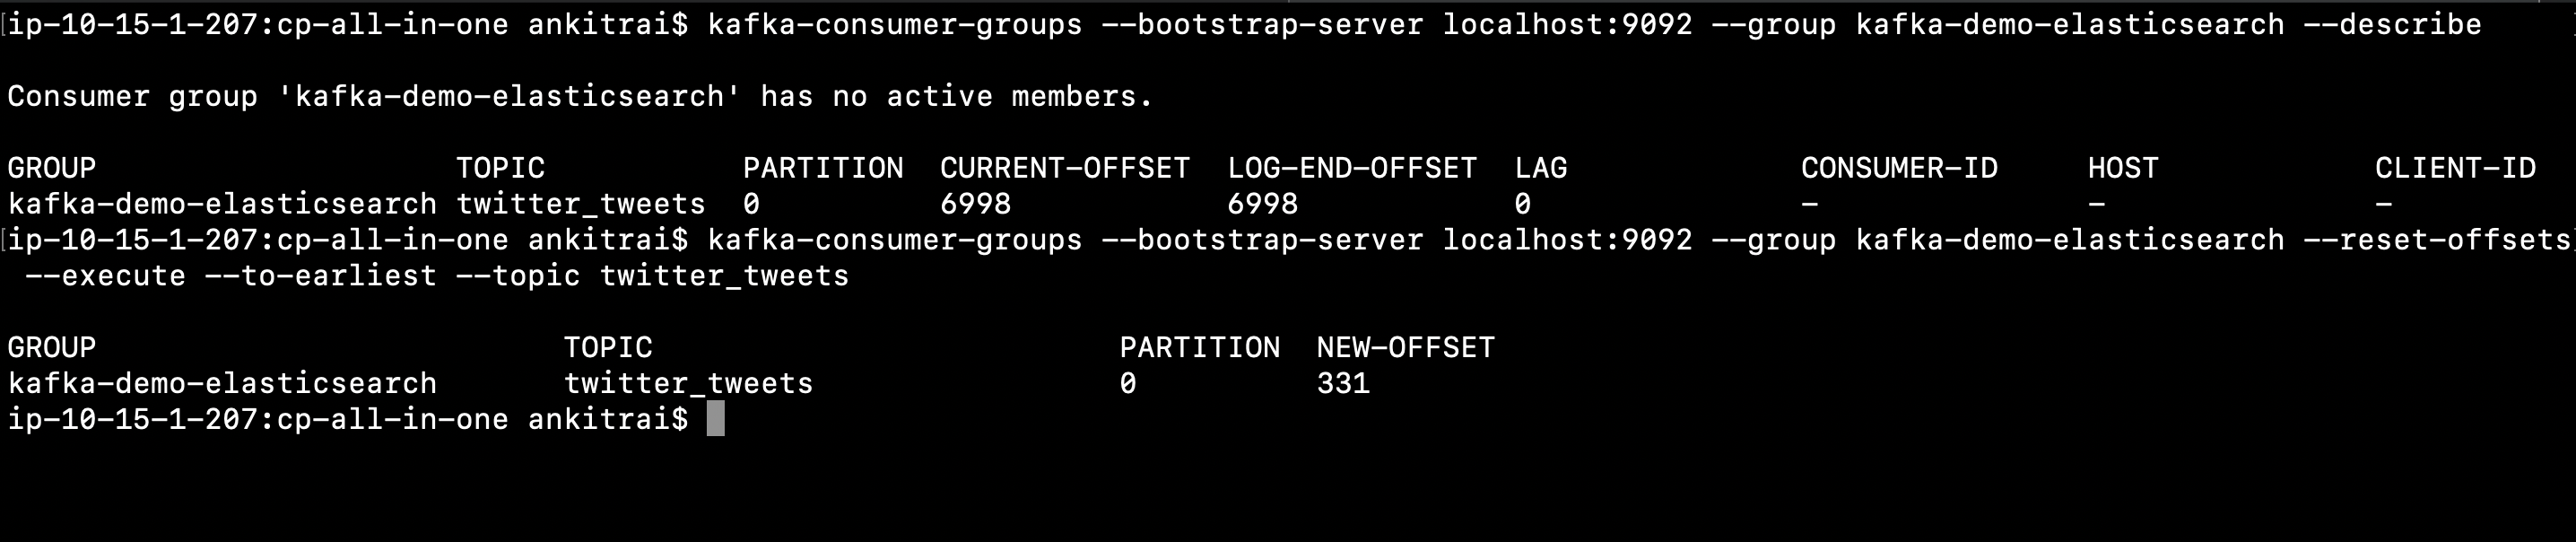 ip-10-15-1-207:cp-all-in-one ankitrai$ kafka-consumer-groups --bootstrap-server localhost:9092 --group kafka-demo-elasticsearch --describe
Consumer group 'kafka-demo-elasticsearch' has no active members.
GROUP TOPIC PARTITION CURRENT-OFFSET LOG-END-OFFSET LAG CONSUMER-ID HOST CLIENT-ID
kafka-demo-elasticsearch twitter_tweets 0 6998 6998 0 - - -
ip-10-15-1-207:cp-all-in-one ankitrai$ kafka-consumer-groups --bootstrap-server localhost:9092 --group kafka-demo-elasticsearch --reset-offsets
--execute --to-earliest --topic twitter_tweets
GROUP TOPIC PARTITION NEW-OFFSET
kafka-demo-elasticsearch twitter_tweets 0 331
ip-10-15-1-207:cp-all-in-one ankitrai$